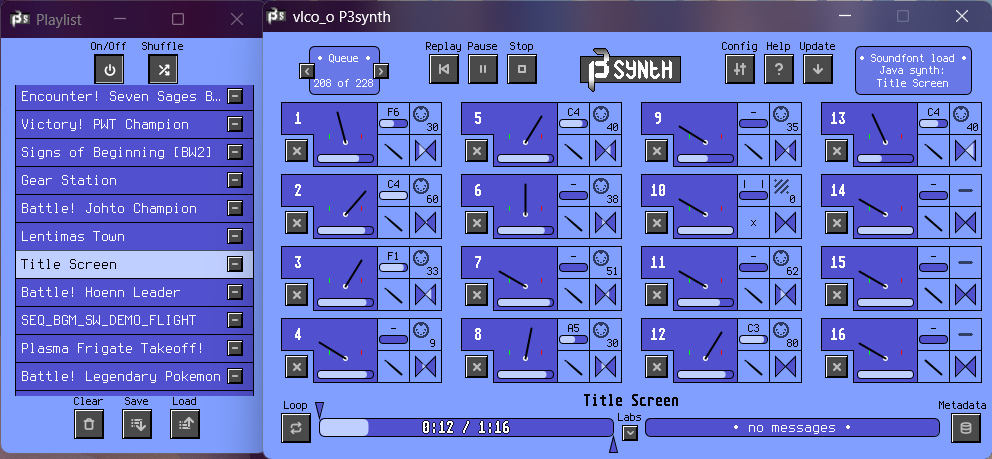 Playlist
On/Off Shuffle
Encounter! Seven Sages B...
Victory! PWT Champion
Signs of Beginning [BW2]
Gear Station
Battle! Johto Champion
Lentimas Town
Title Screen
Battle! Hoenn Leader
SEQ_BGM_SW_DEMO_FLIGHT
Plasma Frigate Takeoff!
Battle! Legendary Pokemon
Clear Save Load
vlco_o P3synth
• Queue •
208 of 228
Replay Pause Stop
β SYNTH
Config Help Update
• Soundfont load •
Java synth:
Title Screen
1 F6 30
5 C4 40
9 - 35
13 C4 40
2 C4 60
6 - 38
10 | | 0
x
14 -
3 F1 33
7 - 51
11 - 62
15 -
4 - 9
8 A5 30
12 C3 80
16 -
Title Screen
Loop
0:12 / 1:16
Labs
• no messages •
Metadata